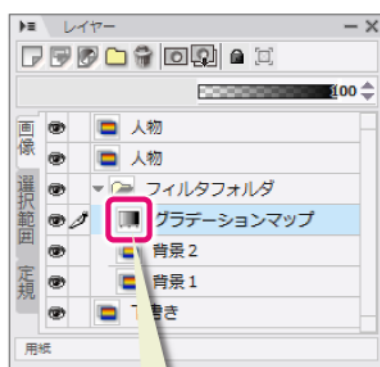 レイヤー
100
画像
選択範囲
定規
人物
人物
フィルタフォルダ
グラデーションマップ
背景2
背景1
下書き
用紙